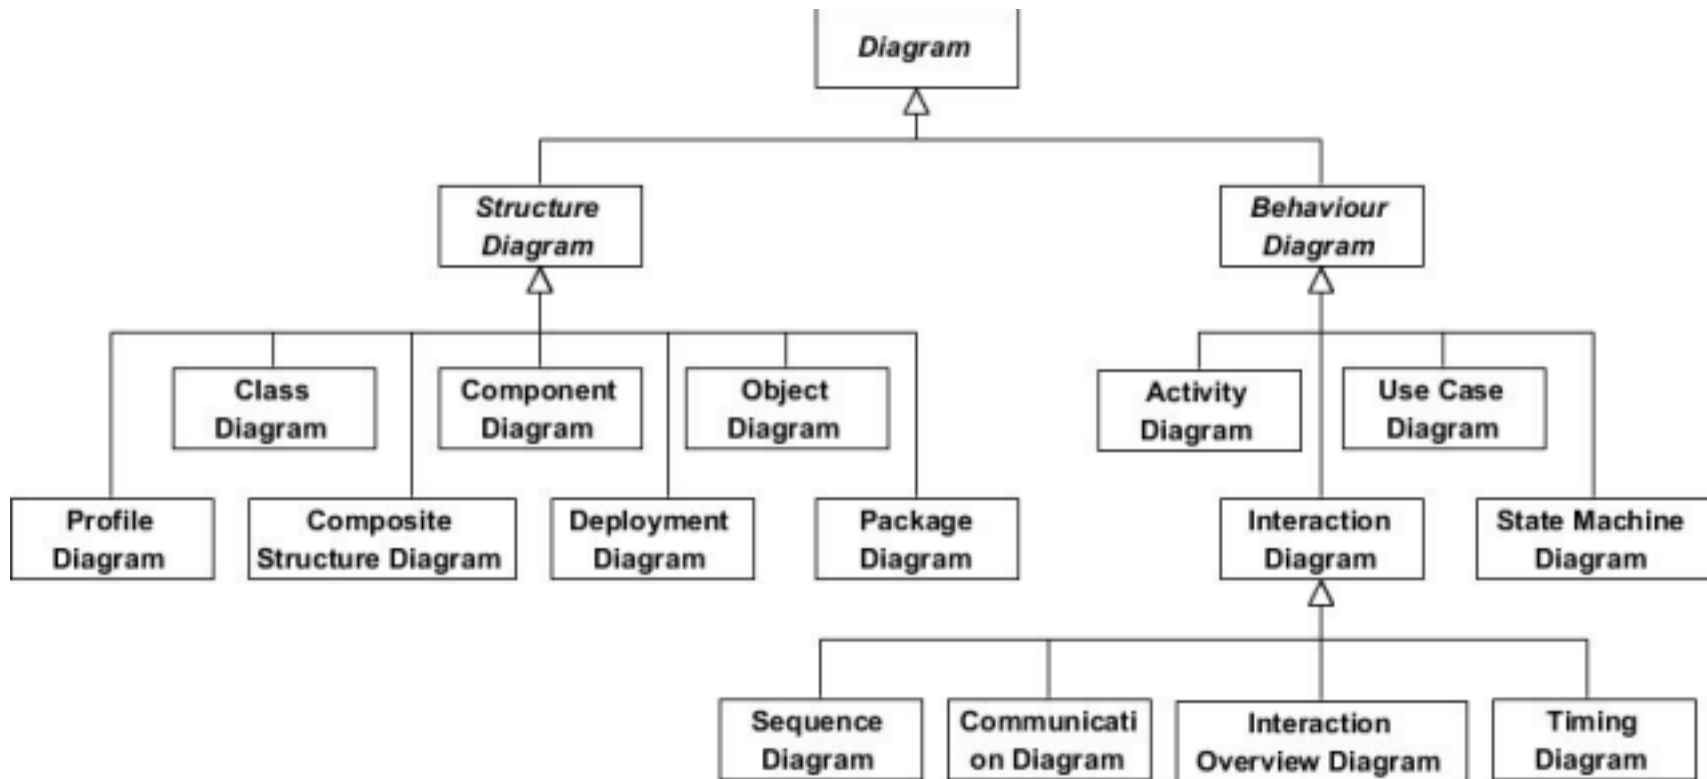 Diagram
Structure
Diagram
Behaviour
Diagram
Class
Diagram
Component
Diagram
Object
Diagram
Activity
Diagram
Use Case
Diagram
Profile
Diagram
Composite
Structure Diagram
Deployment
Diagram
Package
Diagram
Interaction
Diagram
State Machine
Diagram
Sequence
Diagram
Communicati
on Diagram
Interaction
Overview Diagram
Timing
Diagram